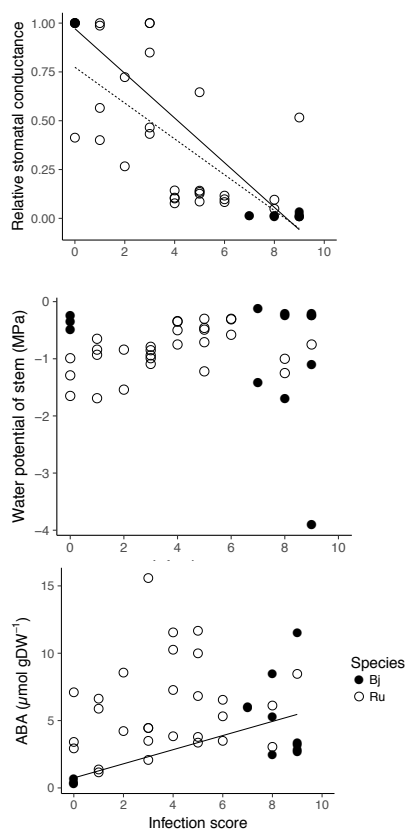 Relative stomatal conductance
1.00
0.75
0.50
0.25
0.00
0 2 4 6 8 10
Water potential of stem (MPa)
0
−1
−2
−3
−4
0 2 4 6 8 10
ABA (µmol gDW−1)
15
10
5
0
0 2 4 6 8 10
Infection score
Species
Bj
Ru